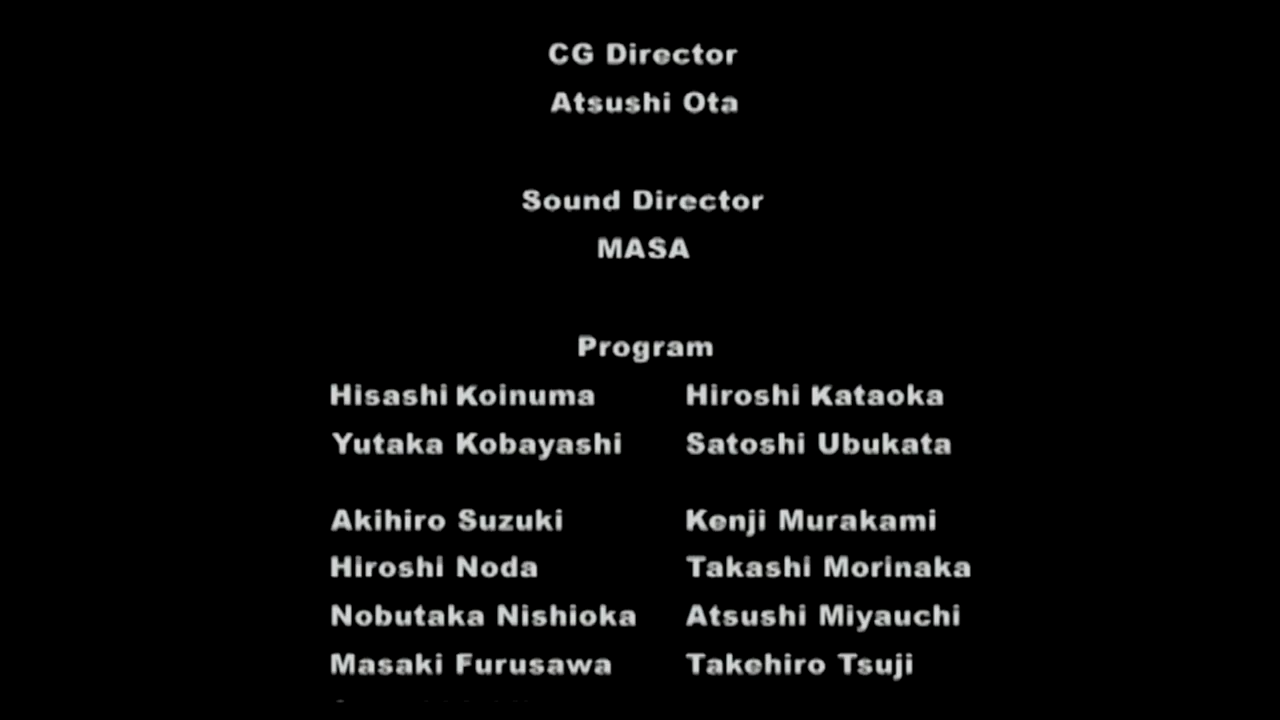 CG Director
Atsushi Ota
Sound Director
MASA
Program
Hisashi Koinuma Hiroshi Kataoka
Yutaka Kobayashi Satoshi Ubukata
Akihiro Suzuki Kenji Murakami
Hiroshi Noda Takashi Morinaka
Nobutaka Nishioka Atsushi Miyauchi
Masaki Furusawa Takehiro Tsuji